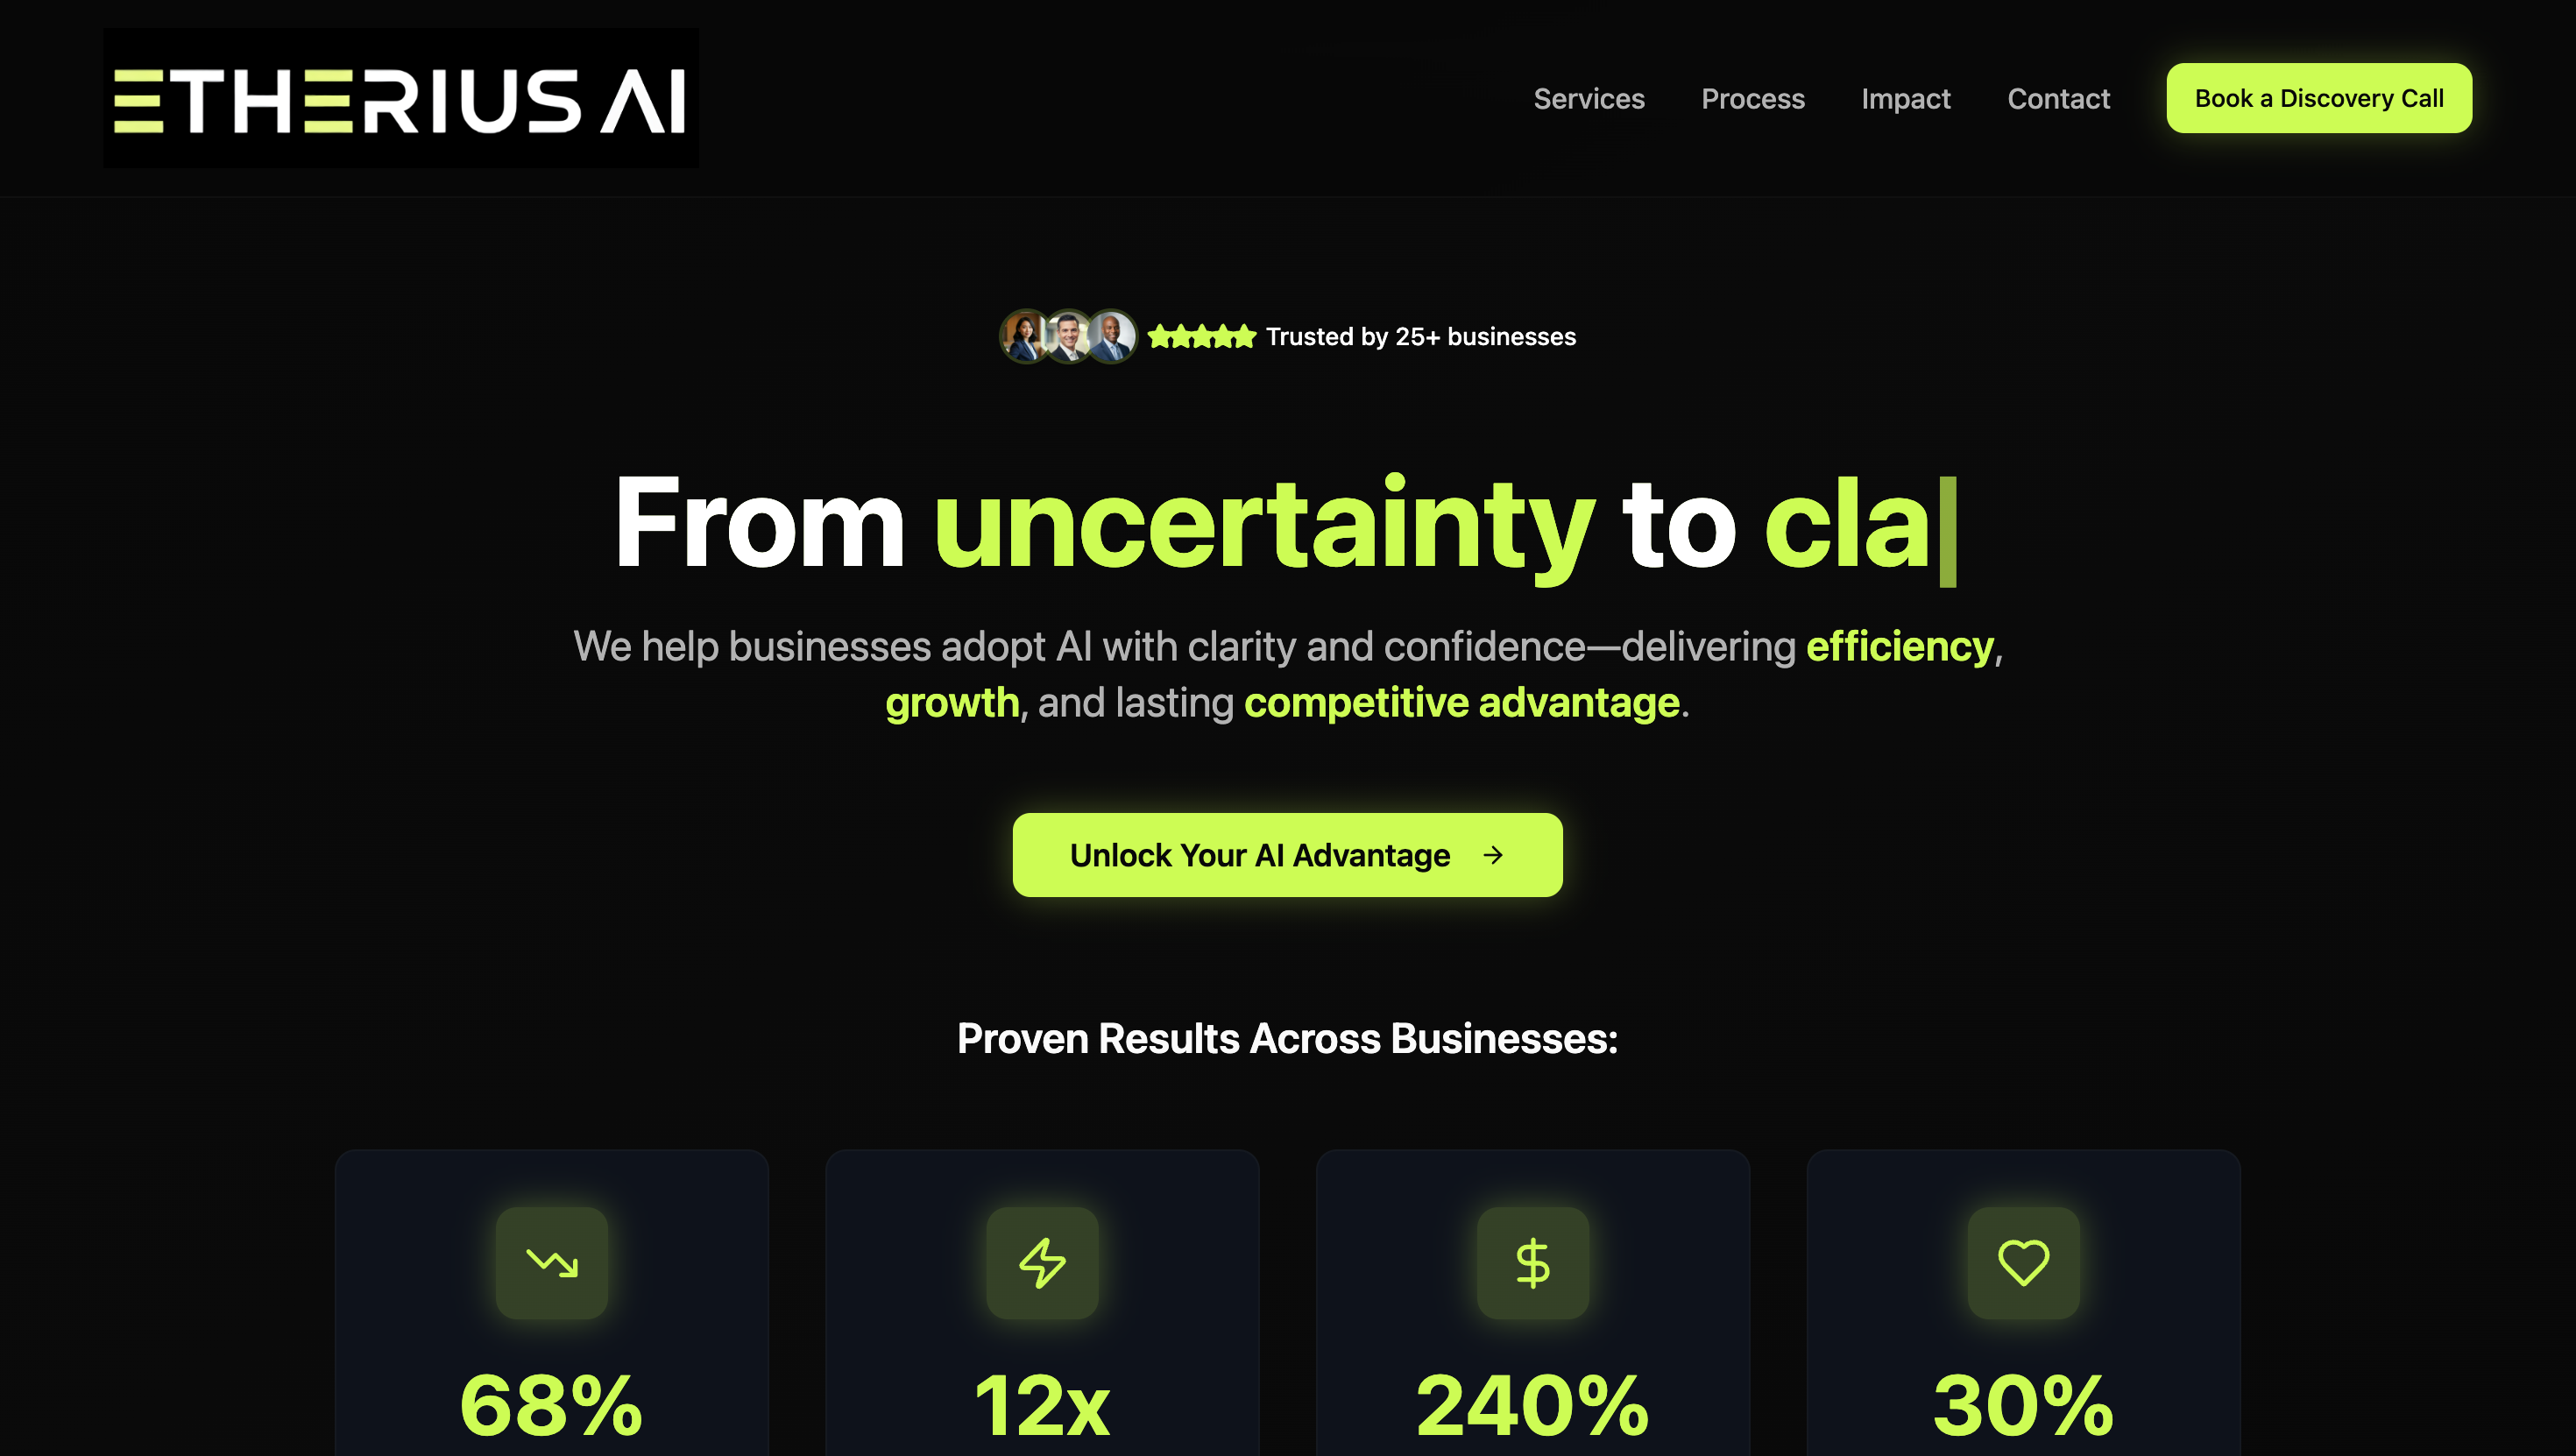 ETHERIUS AI
Services
Process
Impact
Contact
Book a Discovery Call
Trusted by 25+ businesses
From uncertainty to cla
We help businesses adopt AI with clarity and confidence—delivering efficiency,
growth, and lasting competitive advantage.
Unlock Your AI Advantage →
Proven Results Across Businesses:
68%
12x
240%
30%